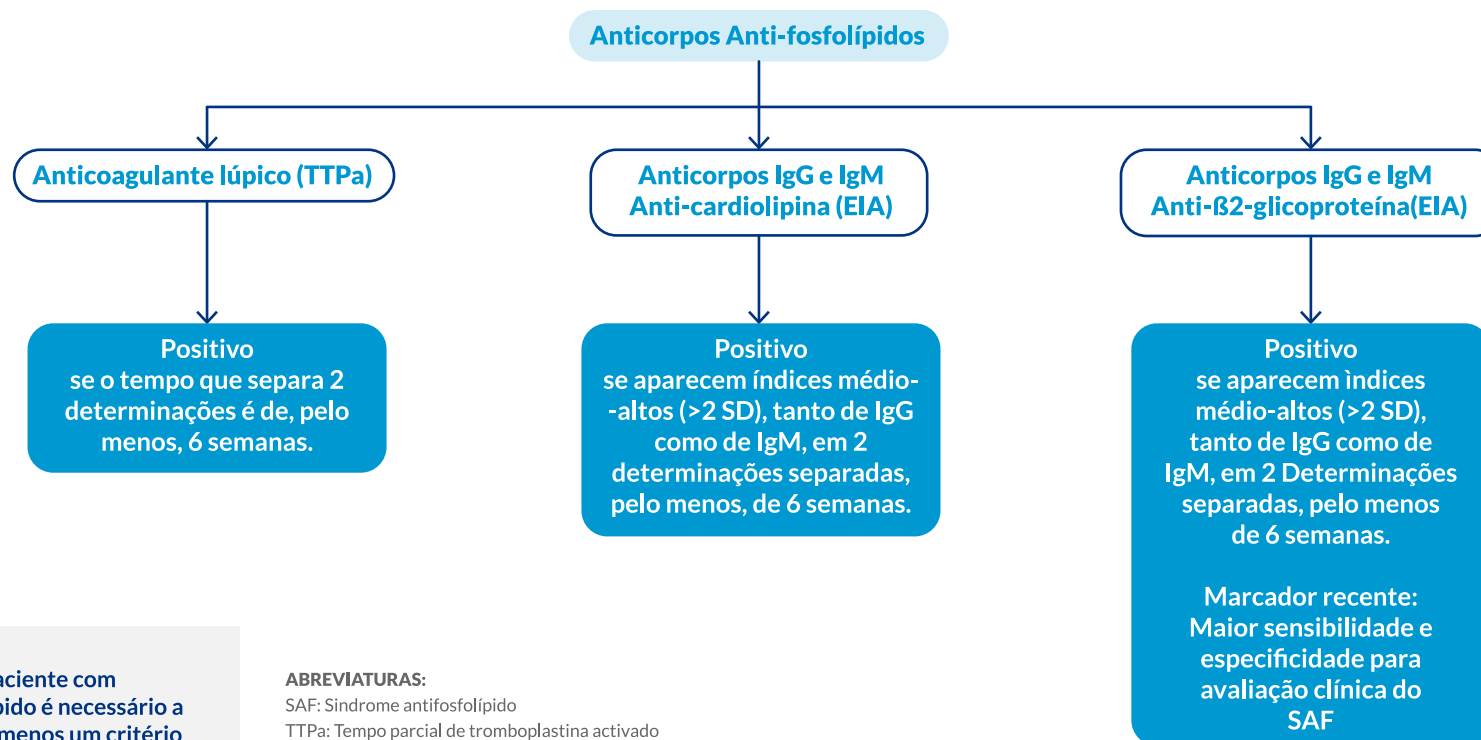 Anticorpos Anti-fosfolípidos
Anticoagulante lúpico (TTPa)
Anticorpos IgG e IgM
Anti-cardiolipina (EIA)
Anticorpos IgG e IgM
Anti-ß2-glicoproteína(EIA)
Positivo
se o tempo que separa 2
determinações é de, pelo
menos, 6 semanas.
Positivo
se aparecem índices médio-
-altos (>2 SD), tanto de IgG
como de IgM, em 2
determinações separadas,
pelo menos, de 6 semanas.
Positivo
se aparecem ìndices
médio-altos (>2 SD),
tanto de IgG como de
IgM, em 2 Determinações
separadas, pelo menos
de 6 semanas.
Marcador recente:
Maior sensibilidade e
especificidade para
avaliação clínica do
SAF
aciente com
pido é necessário a
menos um critério
ABREVIATURAS:
SAF: Sindrome antifosfolípido
TTPa: Tempo parcial de tromboplastina activado